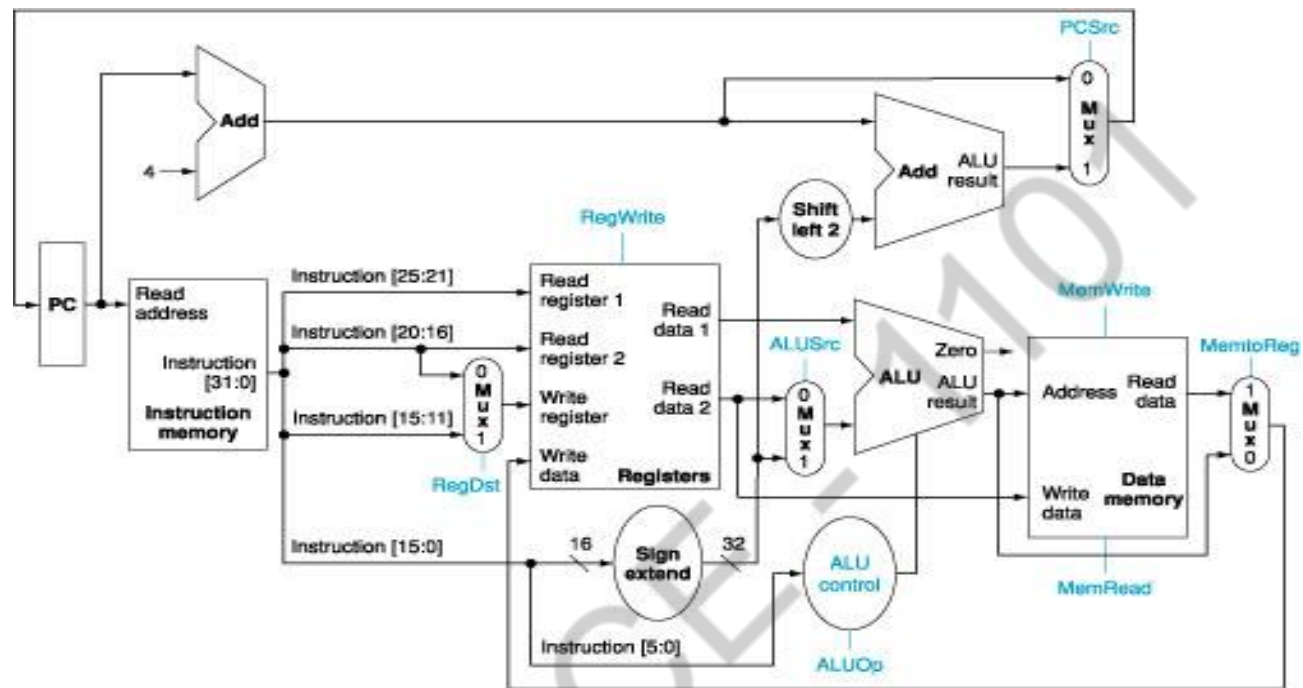 PCSrc
0
M
u
x
1
Add
4
Add
ALU
result
Shift
left 2
RegWrite
PC
Read
address
Instruction
[31:0]
Instruction
memory
Instruction [25:21]
Instruction [20:16]
Instruction [15:11]
Instruction [15:0]
Instruction [5:0]
0
M
u
x
1
RegDst
Read
register 1
Read
register 2
Write
register
Write
data
Read
data 1
Read
data 2
Registers
16
Sign
extend
32
ALUSrc
0
M
u
x
1
Zero
ALU
ALU
result
ALU
control
ALUOp
MemWrite
Address
Read
data
Write
data
Data
memory
MemRead
MemtoReg
1
M
u
x
0
CE-1101